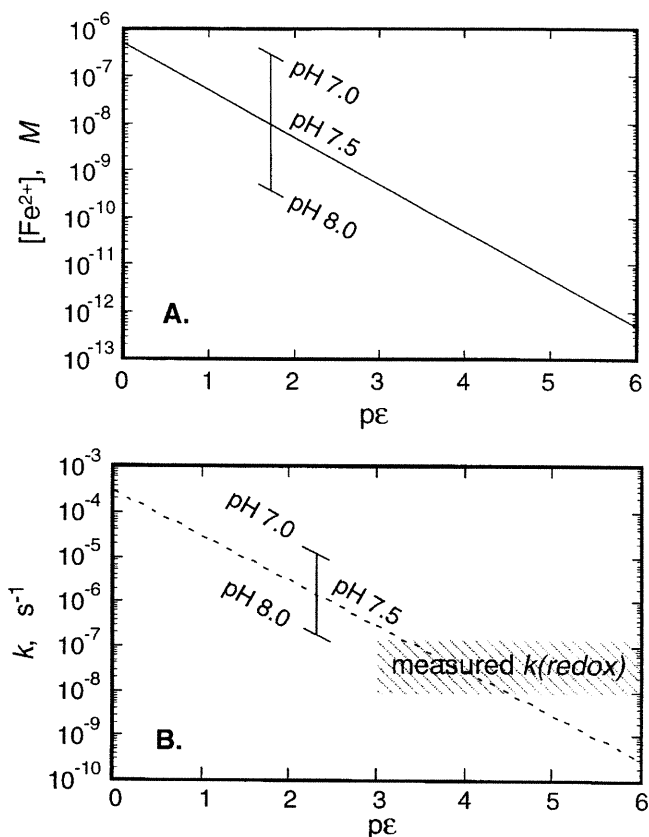 10⁻⁶
10⁻⁷
10⁻⁸
10⁻⁹
10⁻¹⁰
10⁻¹¹
10⁻¹²
10⁻¹³
[Fe²⁺], M
pH 7.0
pH 7.5
pH 8.0
A.
0 1 2 3 4 5 6
pε
10⁻³
10⁻⁴
10⁻⁵
10⁻⁶
10⁻⁷
10⁻⁸
10⁻⁹
10⁻¹⁰
k, s⁻¹
pH 7.0
pH 8.0
pH 7.5
measured k(redox)
B.
0 1 2 3 4 5 6
pε